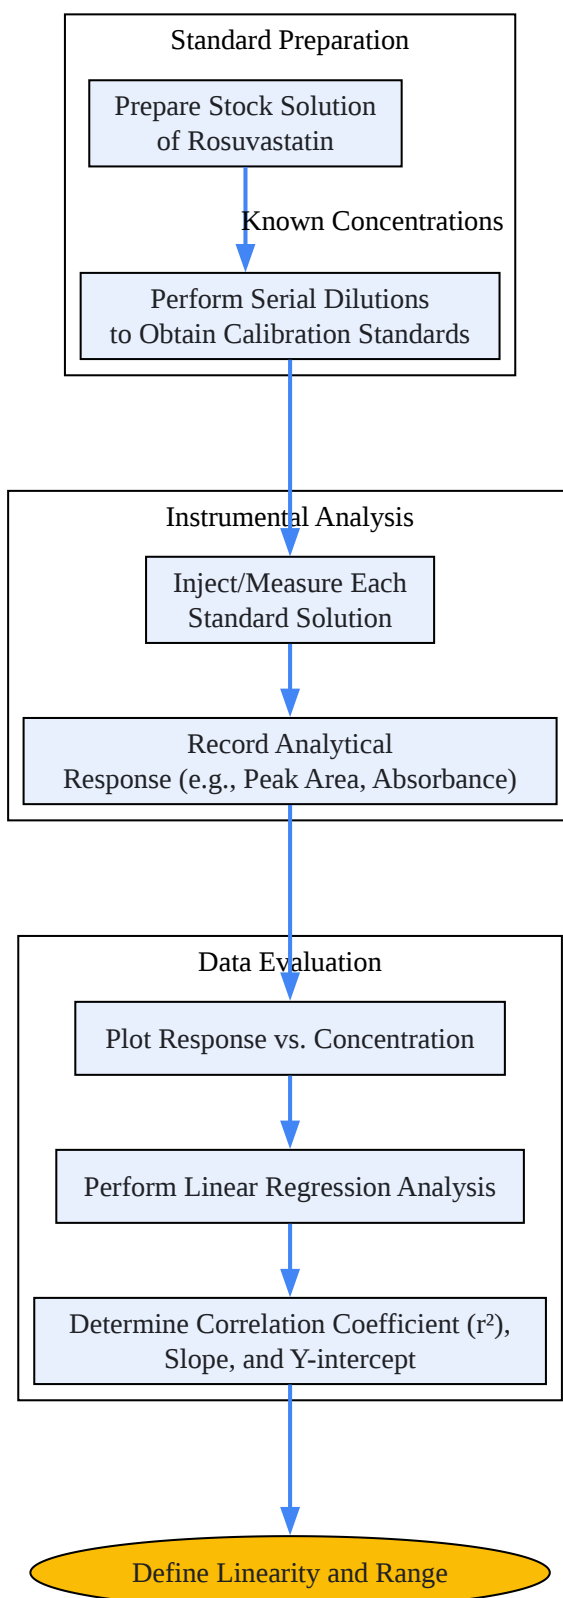 Standard Preparation
Prepare Stock Solution
of Rosuvastatin
Known Concentrations
Perform Serial Dilutions
to Obtain Calibration Standards
Instrumental Analysis
Inject/Measure Each
Standard Solution
Record Analytical
Response (e.g., Peak Area, Absorbance)
Data Evaluation
Plot Response vs. Concentration
Perform Linear Regression Analysis
Determine Correlation Coefficient (r²),
Slope, and Y-intercept
Define Linearity and Range